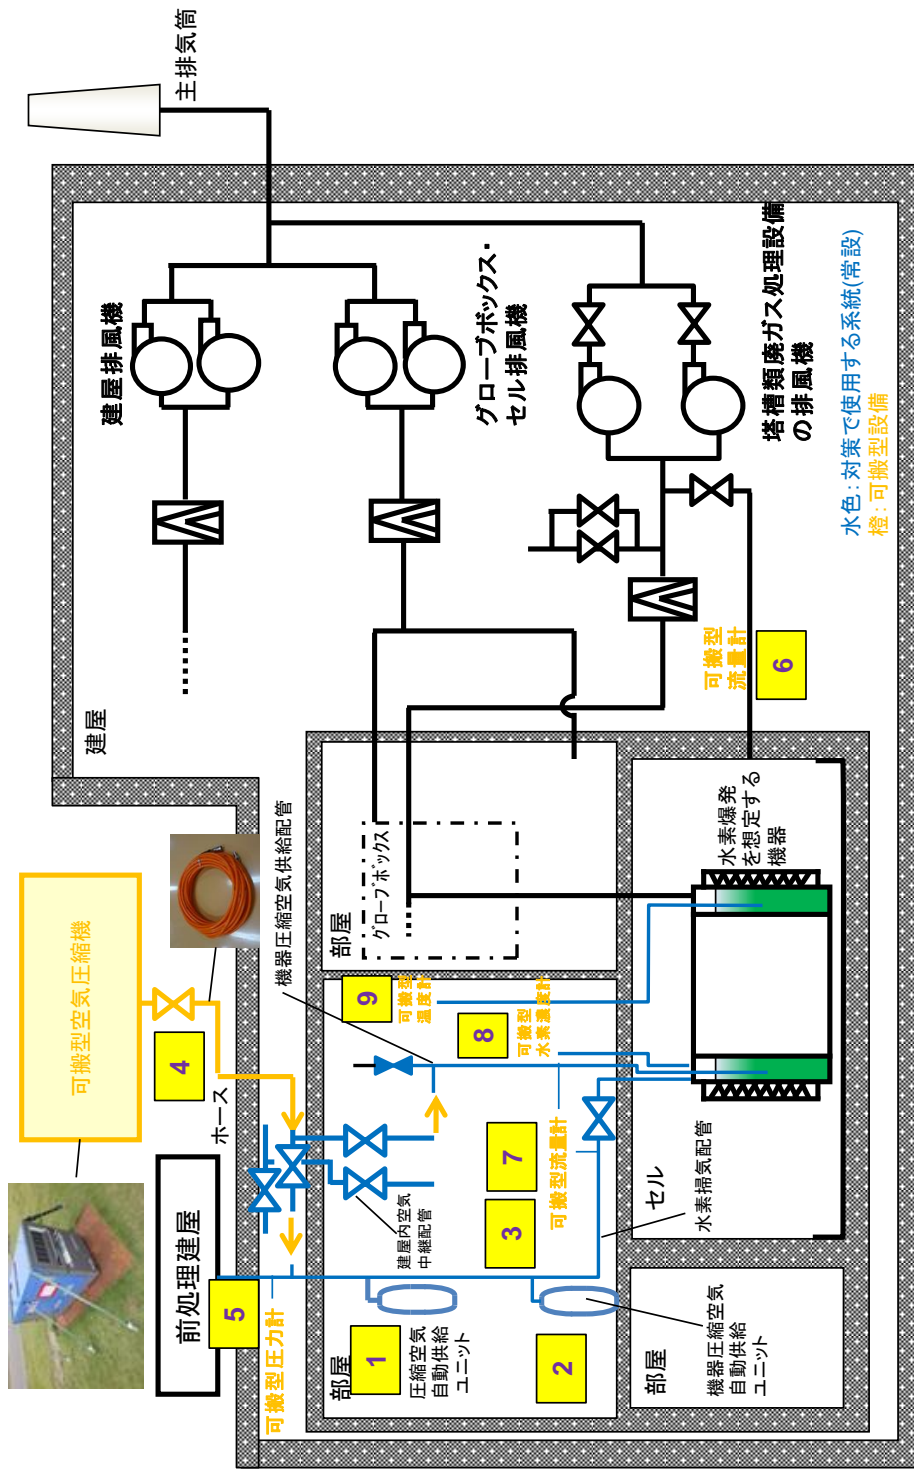 主排気筒
建屋排風機
グローブボックス・
セル排風機
塔槽類廃ガス処理設備
の排風機
水色：対策で使用する系統(常設)
橙：可搬型設備
建屋
可搬型
流量計
6
可搬型空気圧縮機
4
ホース
機器圧縮空気供給配管
部屋
グローブボックス
水素爆発
を想定する
機器
9
可搬型
温度計
8
可搬型
水素濃度計
7
3
可搬型流量計
建屋内空気
中継配管
セル
水素掃気配管
前処理建屋
5
可搬型圧力計
部屋
1
圧縮空気
自動供給
ユニット
2
部屋
機器圧縮空気
自動供給
ユニット